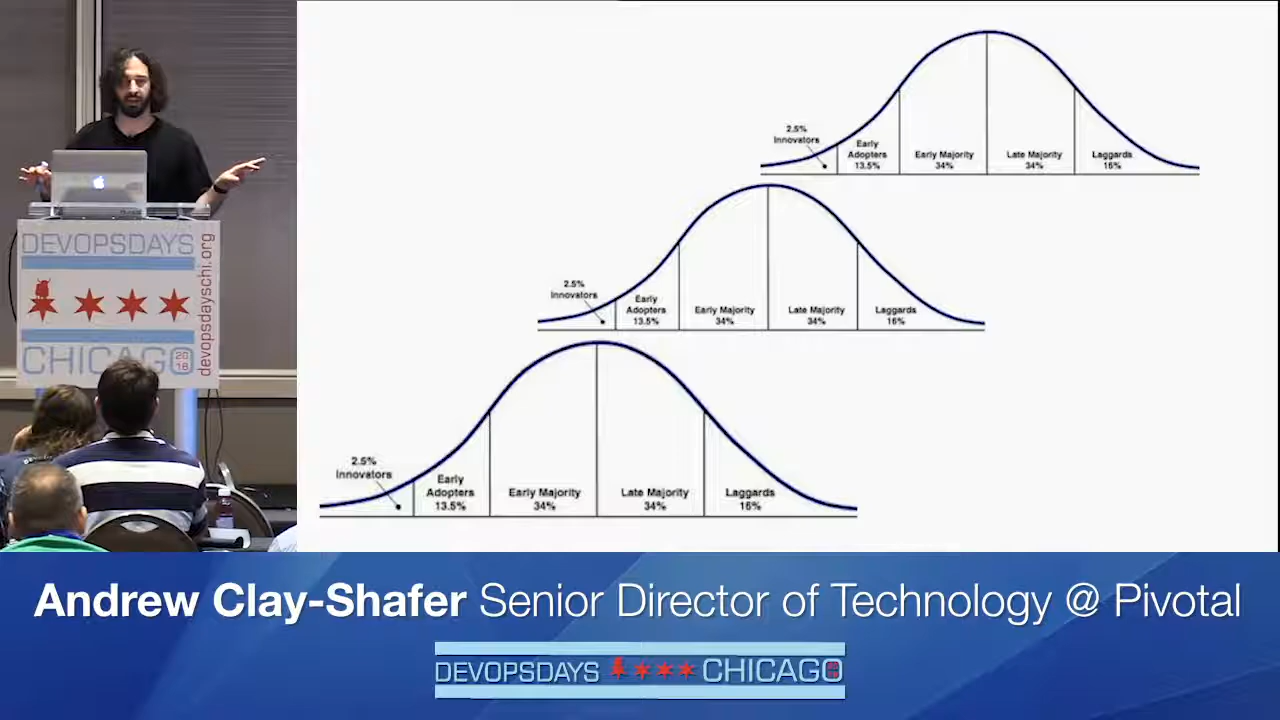 2.5%
Innovators
Early
Adopters
13.5%
Early Majority
34%
Late Majority
34%
Laggards
16%
2.5%
Innovators
Early
Adopters
13.5%
Early Majority
34%
Late Majority
34%
Laggards
16%
2.5%
Innovators
Early
Adopters
13.5%
Early Majority
34%
Late Majority
34%
Laggards
16%
DEVOPSDAYS
CHICAGO
20
18
devopsdayschi.org
Andrew Clay-Shafer Senior Director of Technology @ Pivotal
DEVOPSDAYS CHICAGO